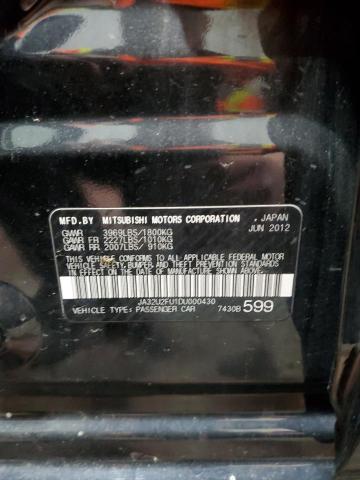 MFD.BY MITSUBISHI MOTORS CORPORATION , JAPAN
GVWR 3969LBS/1800KG JUN 2012
GAWR FR 2227LBS/1010KG
GAWR RR 2007LBS/ 910KG
THIS VEHICLE CONFORMS TO ALL APPLICABLE FEDERAL MOTOR
VEHICLE SAFETY,BUMPER AND THEFT PREVENTION STANDARDS
IN EFFECT ON THE DATE OF MANUFACTURE SHOWN ABOVE.
JA32U2FU1DU000430
VEHICLE TYPE: PASSENGER CAR 7430B 599